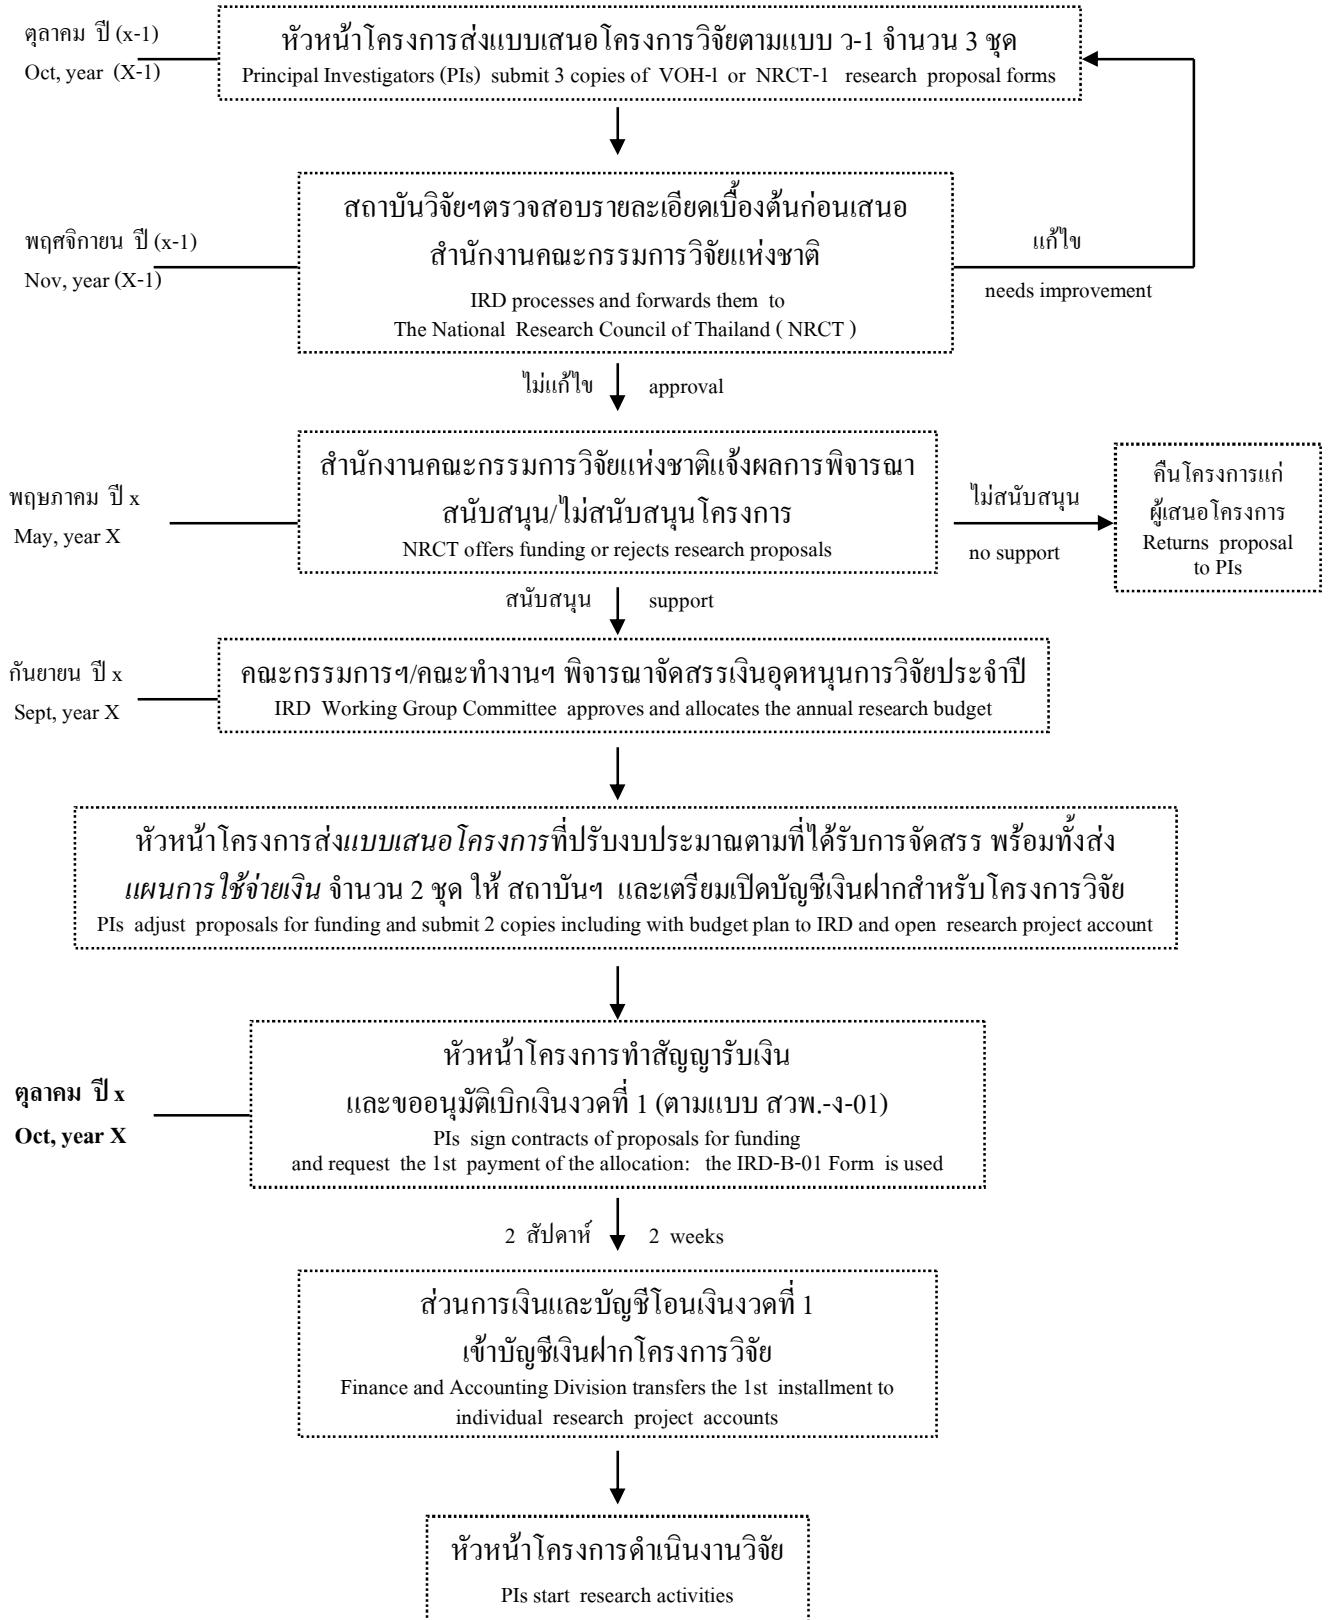 ตุลาคม ปี (x-1)
Oct, year (X-1)
หัวหน้าโครงการส่งแบบเสนอโครงการวิจัยตามแบบ ว-1 จำนวน 3 ชุด
Principal Investigators (PIs) submit 3 copies of VOH-l or NRCT-1 research proposal forms
พฤศจิกายน ปี (x-1)
Nov, year (X-1)
สถาบันวิจัยฯตรวจสอบรายละเอียดเบื้องต้นก่อนเสนอ
สำนักงานคณะกรรมการวิจัยแห่งชาติ
IRD processes and forwards them to
The National Research Council of Thailand ( NRCT )
แก้ไข
needs improvement
ไม่แก้ไข approval
พฤษภาคม ปี x
May, year X
สำนักงานคณะกรรมการวิจัยแห่งชาติแจ้งผลการพิจารณา
สนับสนุน/ไม่สนับสนุนโครงการ
NRCT offers funding or rejects research proposals
ไม่สนับสนุน
no support
คืนโครงการแก่
ผู้เสนอโครงการ
Returns proposal
to PIs
สนับสนุน support
กันยายน ปี x
Sept, year X
คณะกรรมการฯ/คณะทำงานฯ พิจารณาจัดสรรเงินอุดหนุนการวิจัยประจำปี
IRD Working Group Committee approves and allocates the annual research budget
หัวหน้าโครงการส่งแบบเสนอโครงการที่ปรับงบประมาณตามที่ได้รับการจัดสรร พร้อมทั้งส่ง
แผนการใช้จ่ายเงิน จำนวน 2 ชุด ให้ สถาบันฯ และเตรียมเปิดบัญชีเงินฝากสำหรับโครงการวิจัย
PIs adjust proposals for funding and submit 2 copies including with budget plan to IRD and open research project account
ตุลาคม ปี x
Oct, year X
หัวหน้าโครงการทำสัญญารับเงิน
และขออนุมัติเบิกเงินงวดที่ 1 (ตามแบบ สวพ.-ง-01)
PIs sign contracts of proposals for funding
and request the 1st payment of the allocation: the IRD-B-01 Form is used
2 สัปดาห์ 2 weeks
ส่วนการเงินและบัญชีโอนเงินงวดที่ 1
เข้าบัญชีเงินฝากโครงการวิจัย
Finance and Accounting Division transfers the 1st installment to
individual research project accounts
หัวหน้าโครงการดำเนินงานวิจัย
PIs start research activities